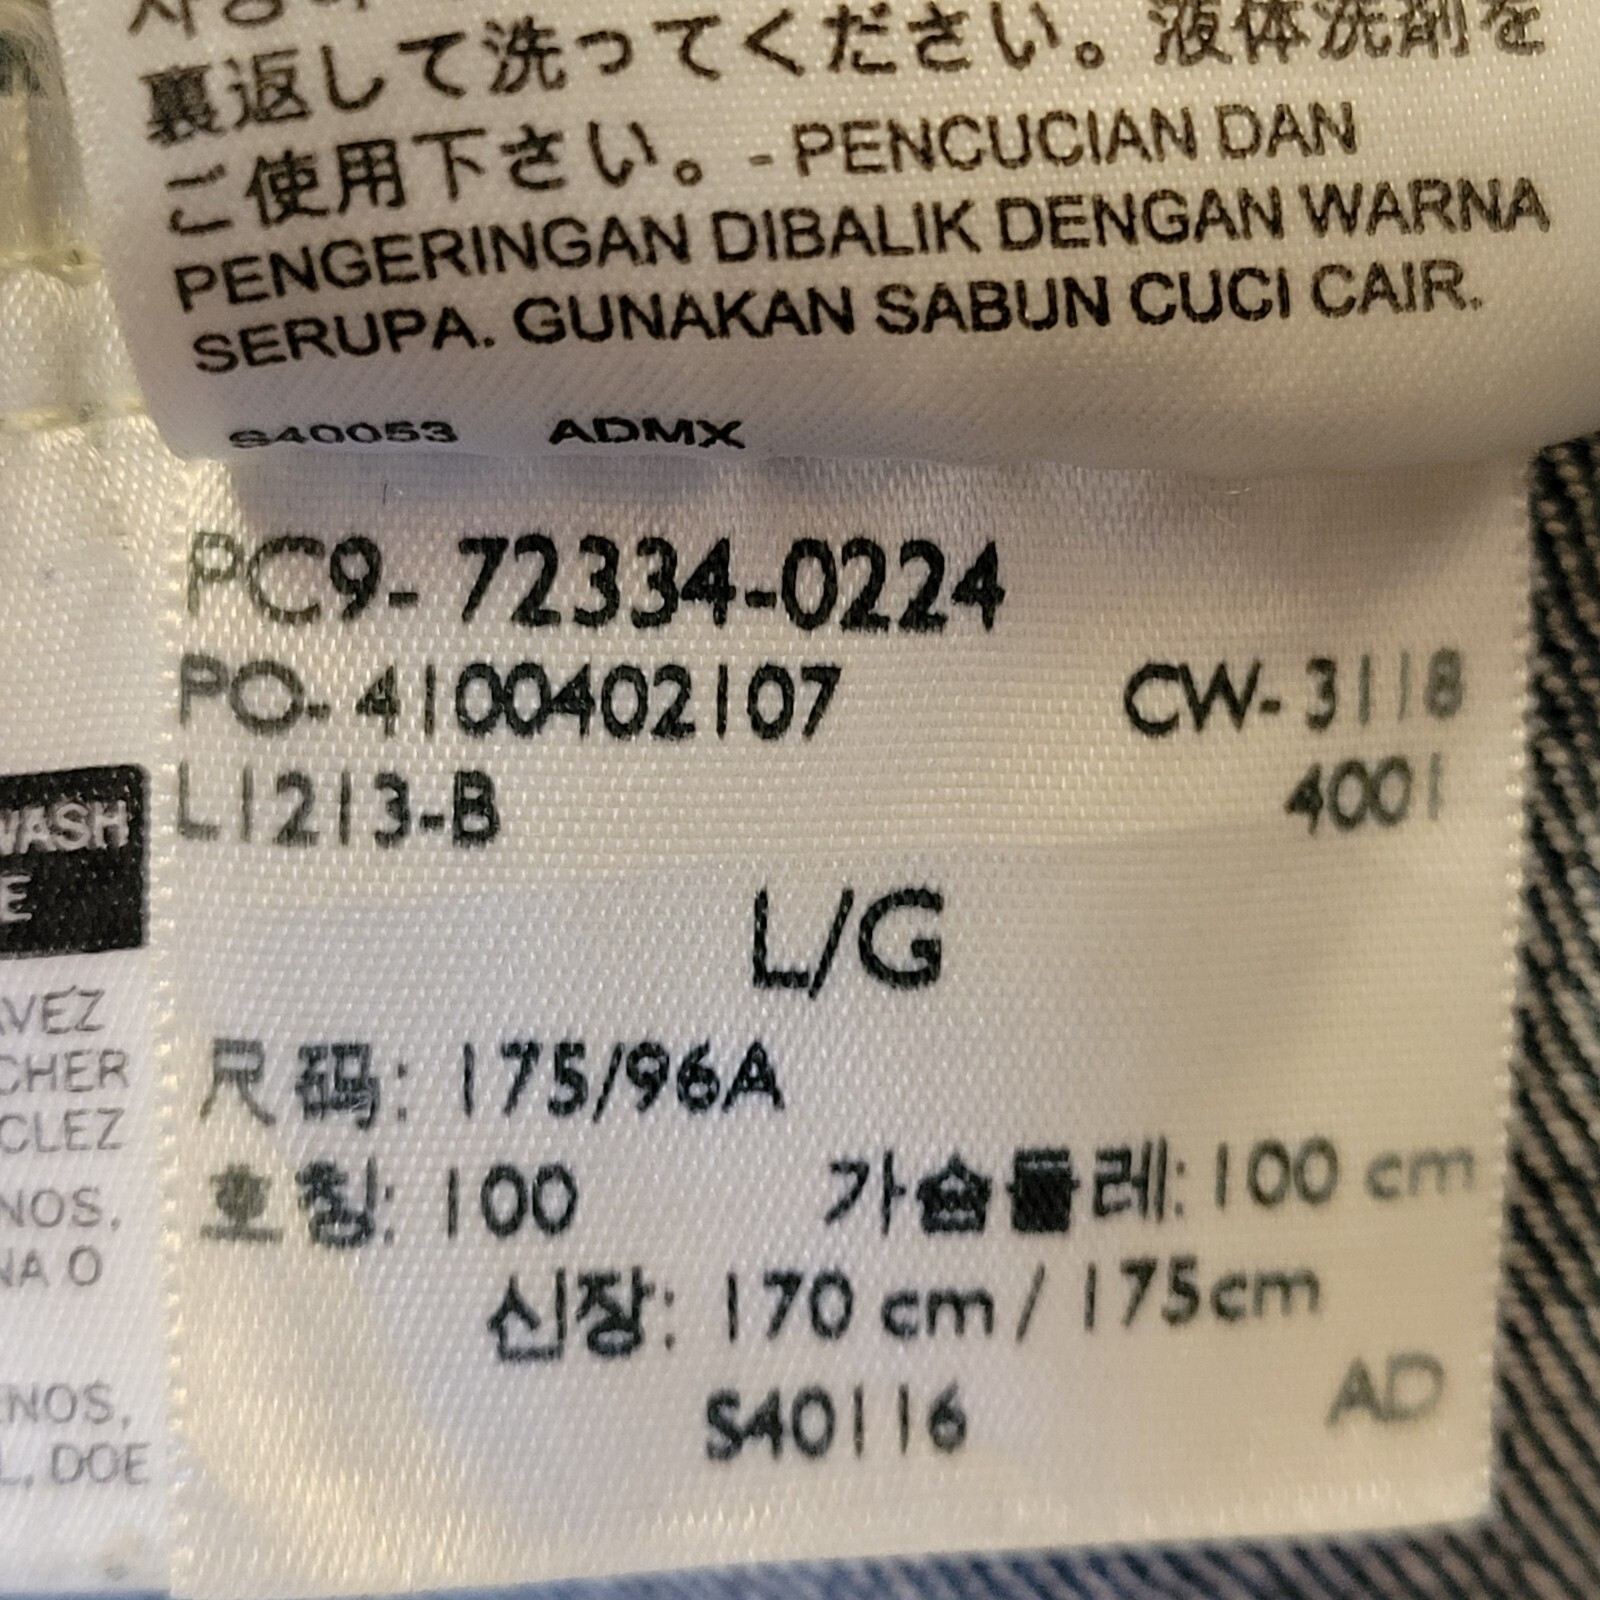 裏返して洗ってください。液体洗剤を
ご使用下さい。- PENCUCIAN DAN
PENGERINGAN DIBALIK DENGAN WARNA
SERUPA. GUNAKAN SABUN CUCI CAIR.
S40053 ADMX
PC9- 72334-0224
PO- 4100402107 CW- 3118
L1213-B 4001
L/G
尺码: 175/96A
호칭: 100 가슴둘레: 100 cm
신장: 170 cm / 175cm
S40116 AD
WASH
E
AVEZ
CHER
CLEZ
NOS,
NA O
ENOS,
L, DOE